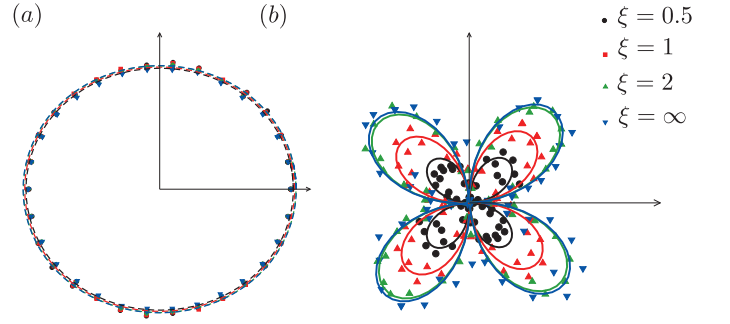 (a)
(b)
ξ = 0.5
ξ = 1
ξ = 2
ξ = ∞